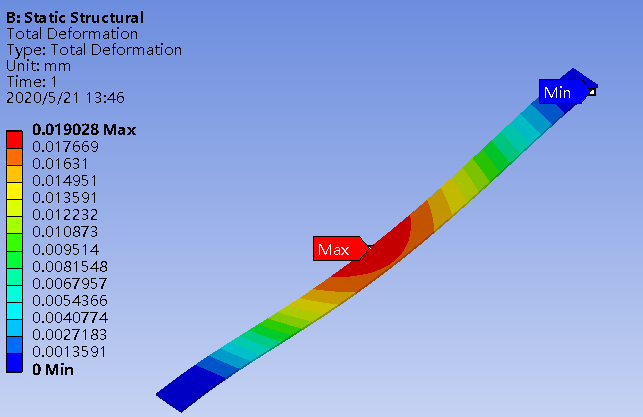 B: Static Structural
Total Deformation
Type: Total Deformation
Unit: mm
Time: 1
2020/5/21 13:46
0.019028 Max
0.017669
0.01631
0.014951
0.013591
0.012232
0.010873
0.009514
0.0081548
0.0067957
0.0054366
0.0040774
0.0027183
0.0013591
0 Min
Min
Max